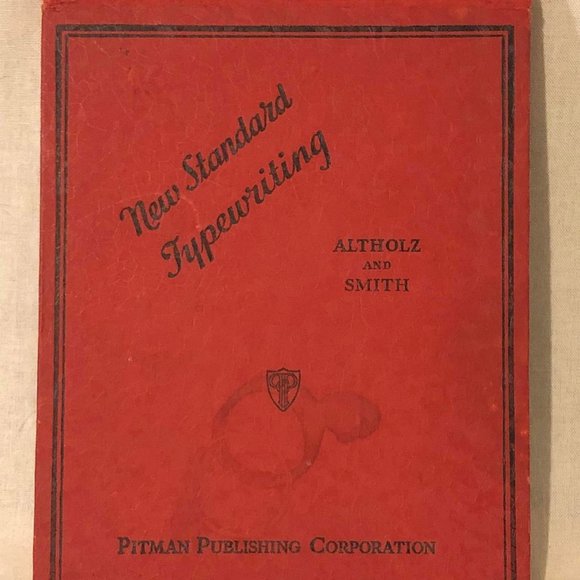 New Standard
Typewriting
ALTHOLZ
AND
SMITH
PITMAN PUBLISHING CORPORATION